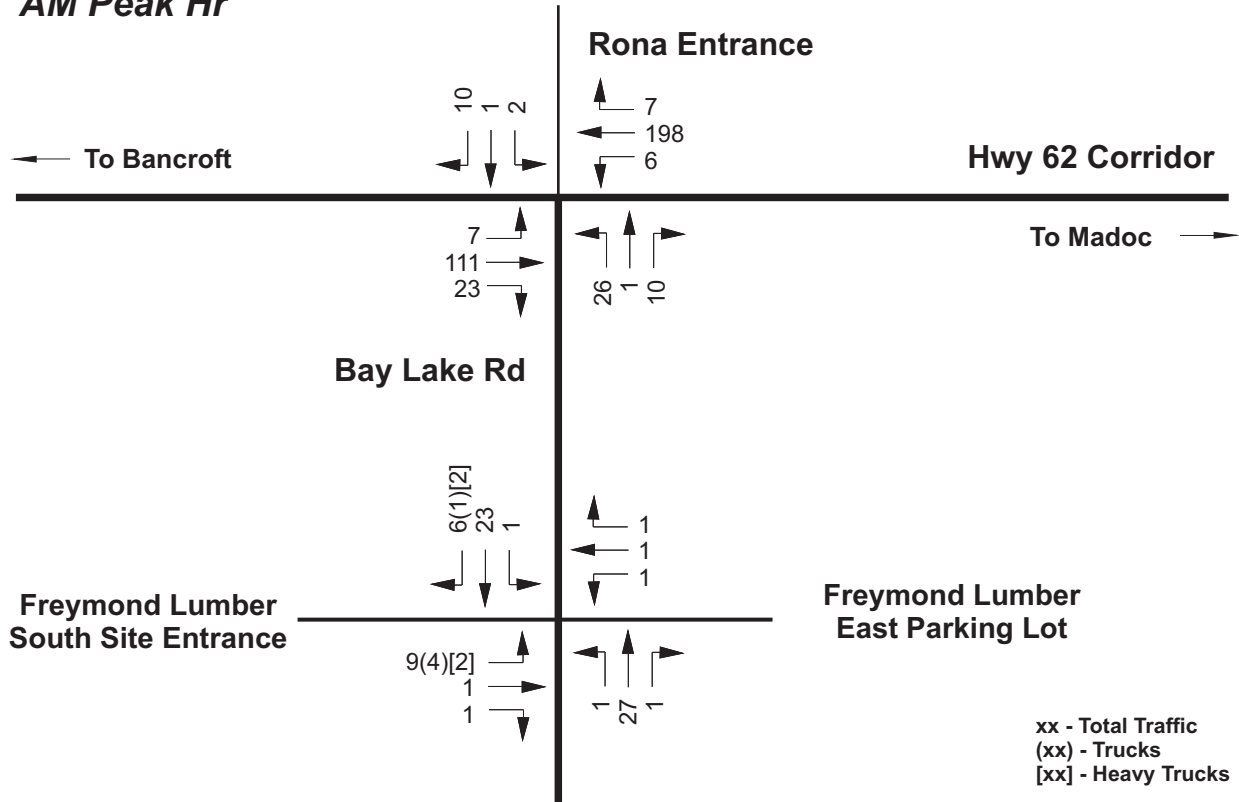 AM Peak Hr
Rona Entrance
10
1
2
7
198
6
To Bancroft
Hwy 62 Corridor
7
111
23
26
1
10
To Madoc
Bay Lake Rd
6(1)[2]
23
1
1
1
1
Freymond Lumber
South Site Entrance
Freymond Lumber
East Parking Lot
9(4)[2]
1
1
1
27
1
xx - Total Traffic
(xx) - Trucks
[xx] - Heavy Trucks